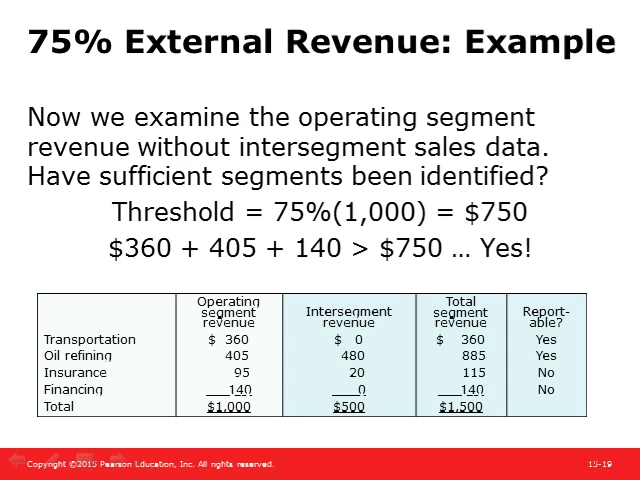 75% External Revenue: Example
Now we examine the operating segment
revenue without intersegment sales data.
Have sufficient segments been identified?
Threshold = 75%(1,000) = $750
$360 + 405 + 140 > $750 … Yes!
Operating segment revenue Intersegment revenue Total segment revenue Report-able?
Transportation $ 360 $ 0 $ 360 Yes
Oil refining 405 480 885 Yes
Insurance 95 20 115 No
Financing 140 0 140 No
Total $1,000 $500 $1,500
Copyright ©2015 Pearson Education, Inc. All rights reserved. 15-19